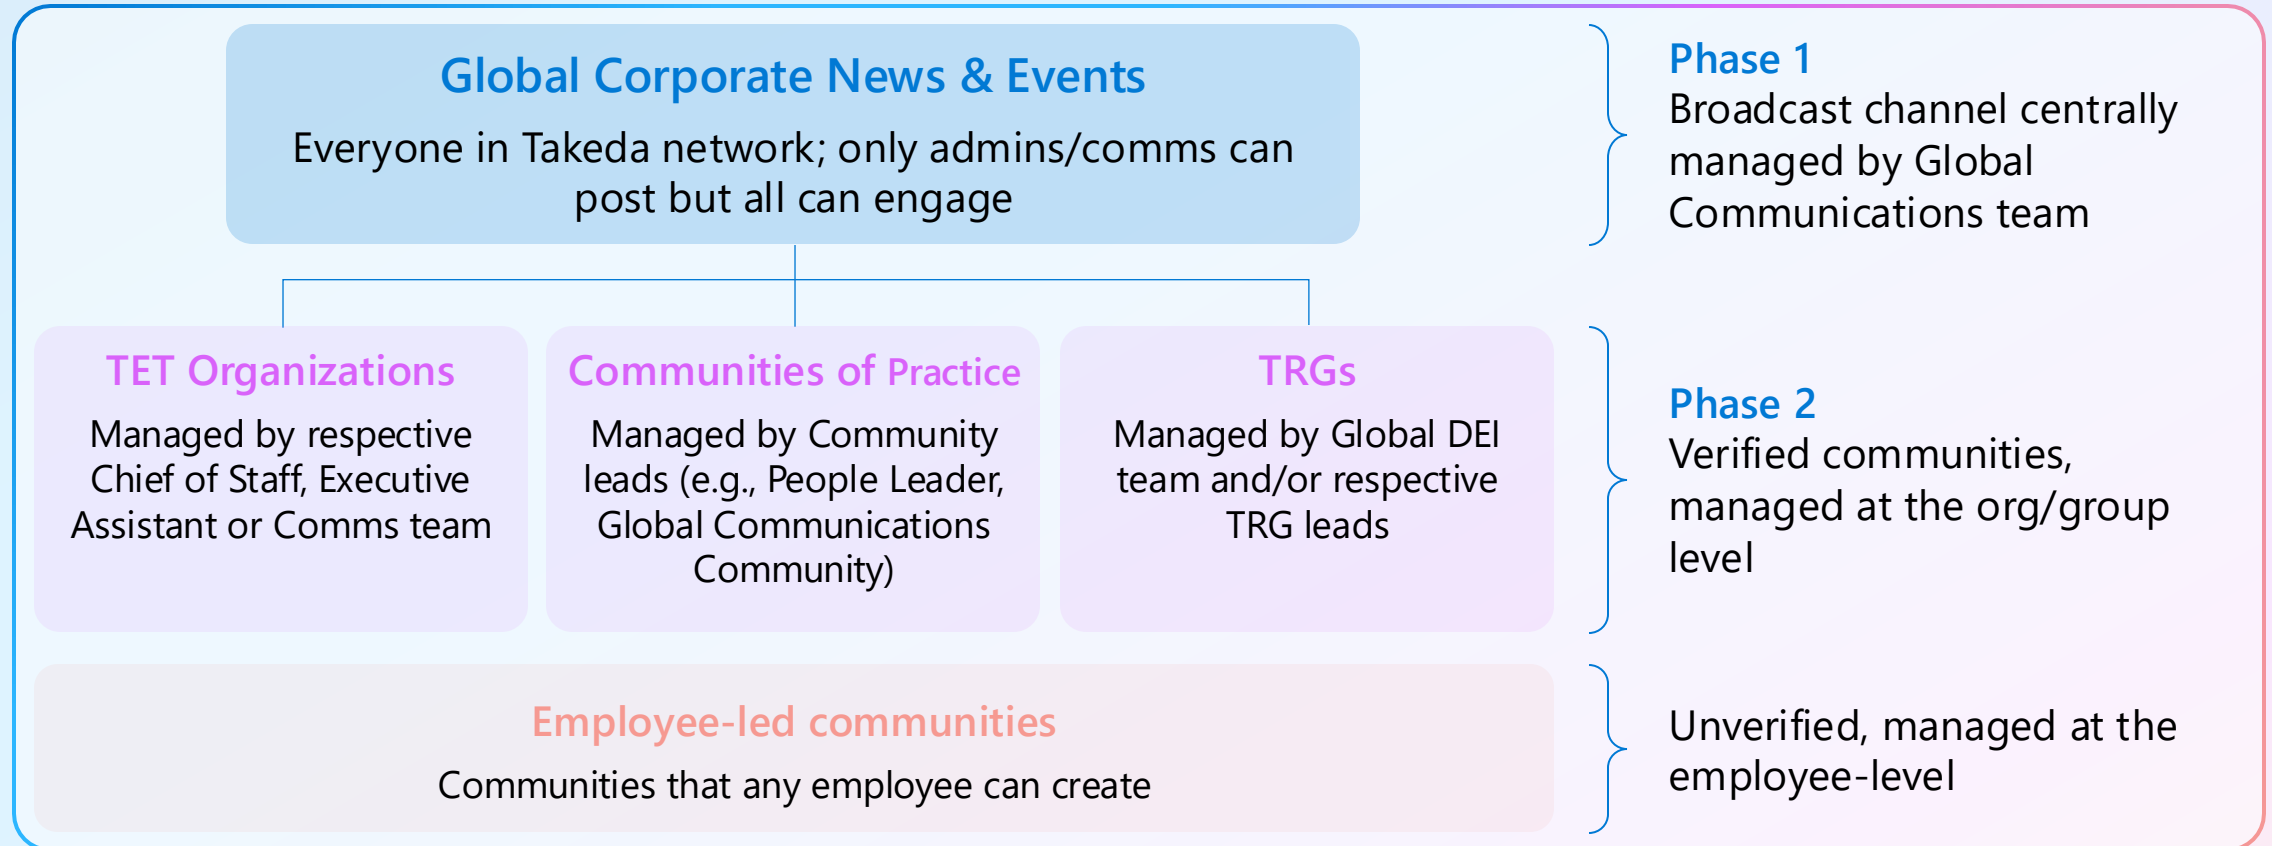 Global Corporate News & Events
Everyone in Takeda network; only admins/comms can
post but all can engage
Phase 1
Broadcast channel centrally
managed by Global
Communications team
TET Organizations
Managed by respective
Chief of Staff, Executive
Assistant or Comms team
Communities of Practice
Managed by Community
leads (e.g., People Leader,
Global Communications
Community)
TRGs
Managed by Global DEI
team and/or respective
TRG leads
Phase 2
Verified communities,
managed at the org/group
level
Employee-led communities
Communities that any employee can create
Unverified, managed at the
employee-level